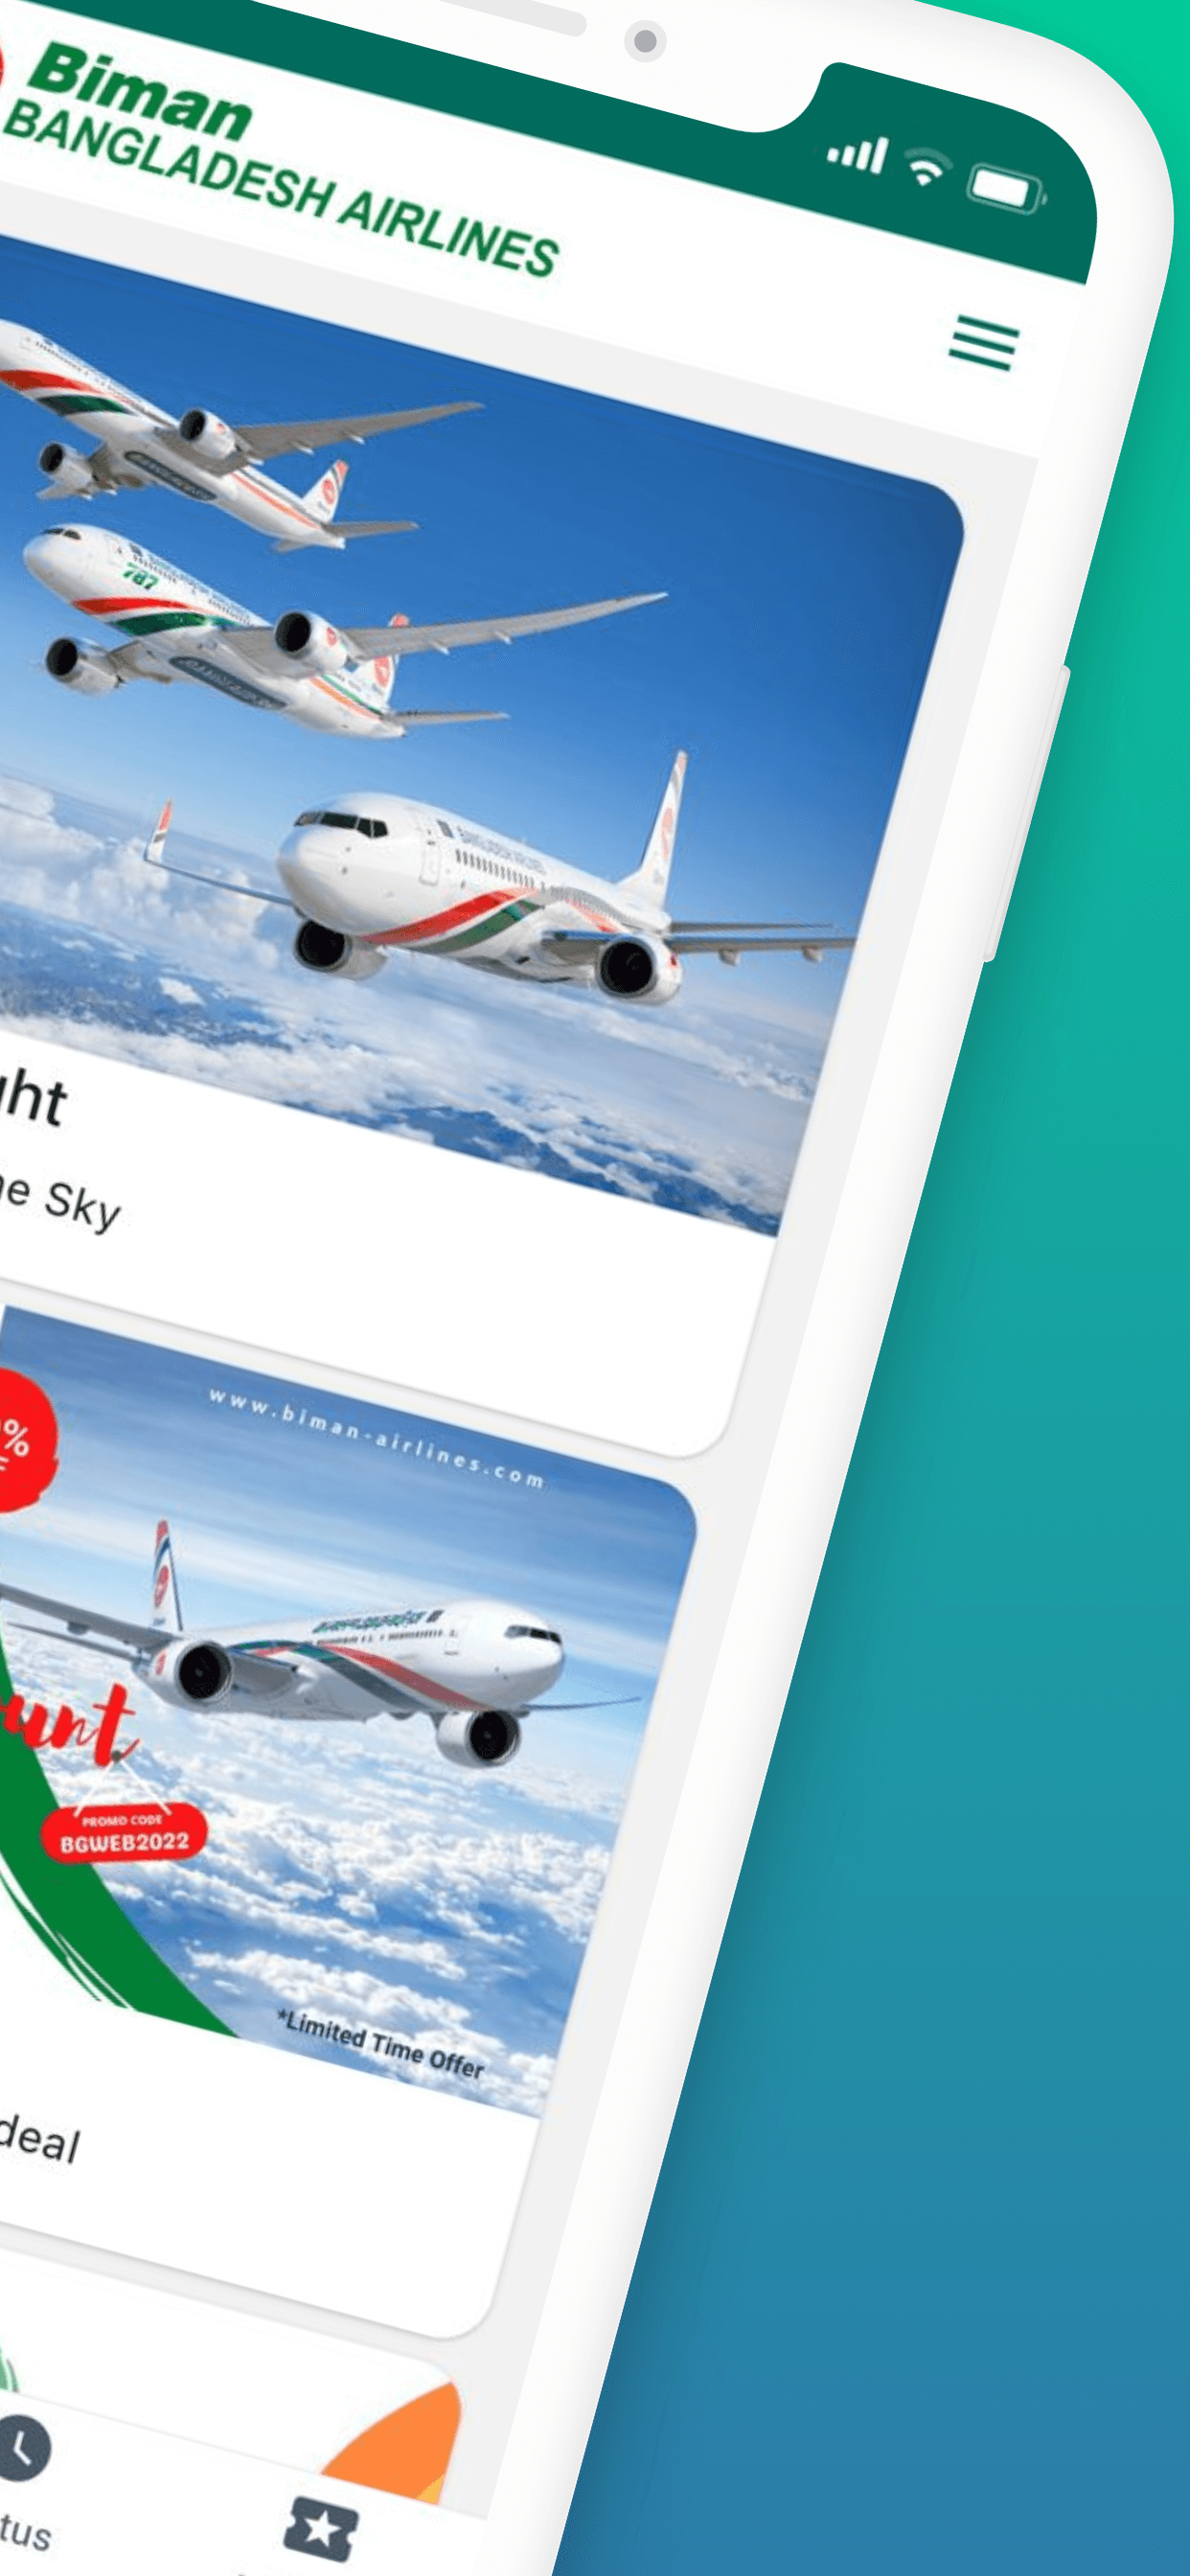 Biman
BANGLADESH AIRLINES
787
ht
e Sky
www.biman-airlines.com
%
unt
PROMO CODE
BGWEB2022
*Limited Time Offer
deal
tus